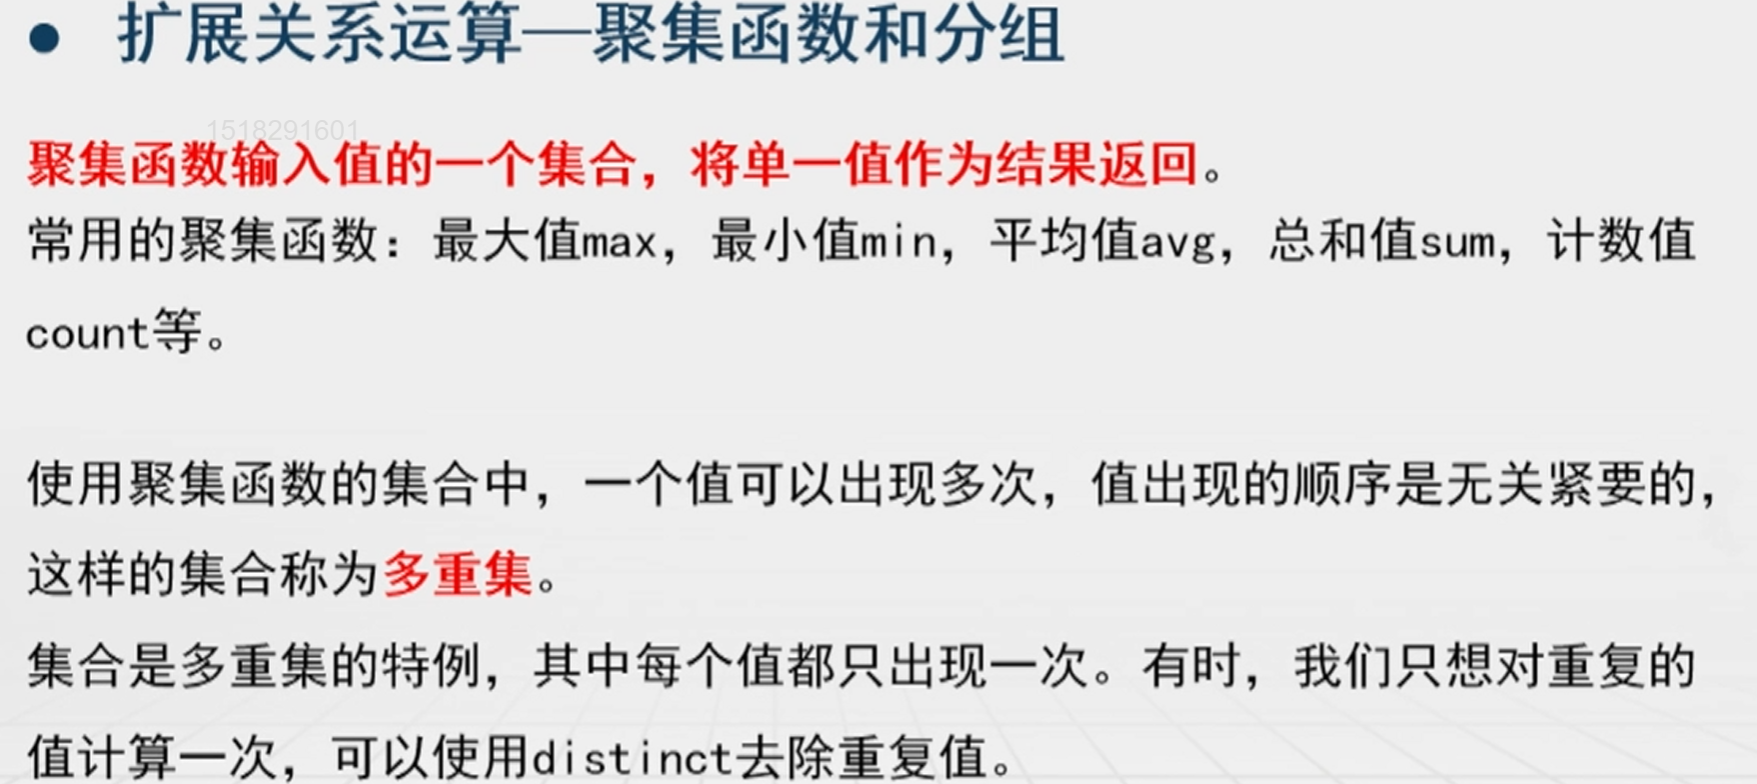 ● 扩展关系运算—聚集函数和分组
1518291601
聚集函数输入值的一个集合，将单一值作为结果返回。
常用的聚集函数：最大值max，最小值min，平均值avg，总和值sum，计数值
count等。
使用聚集函数的集合中，一个值可以出现多次，值出现的顺序是无关紧要的，
这样的集合称为多重集。
集合是多重集的特例，其中每个值都只出现一次。有时，我们只想对重复的
值计算一次，可以使用distinct去除重复值。